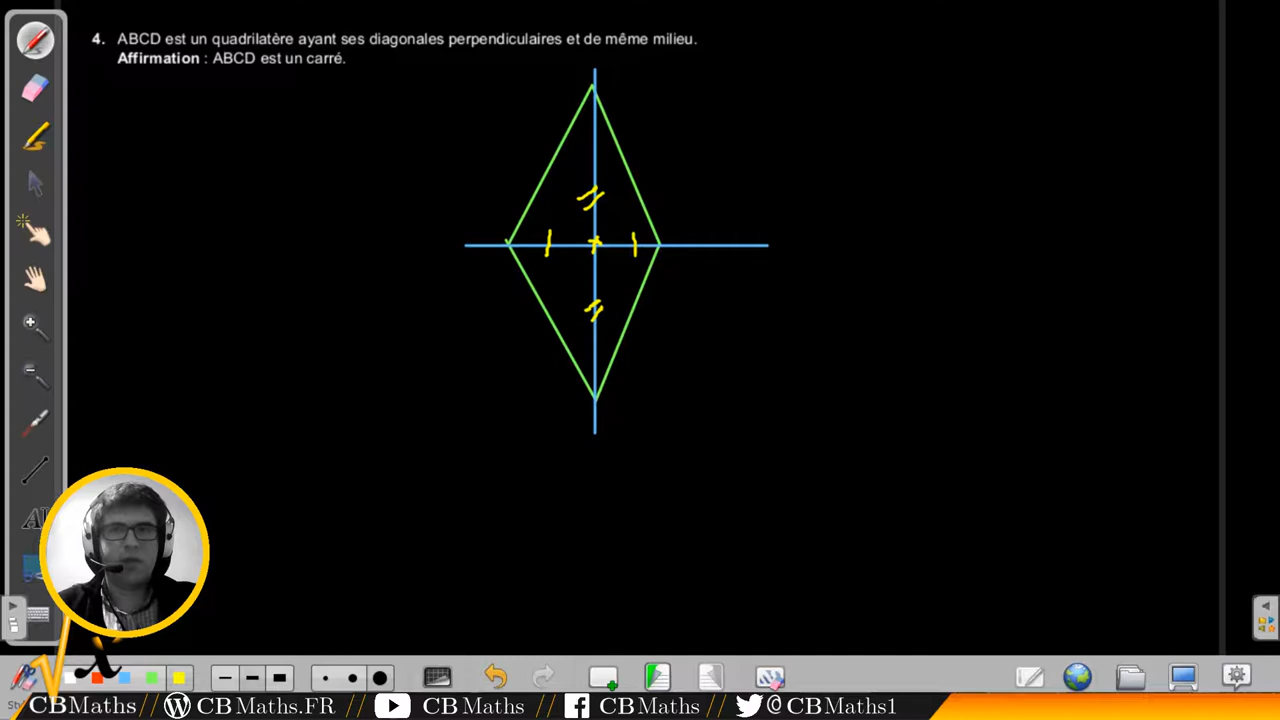 4. ABCD est un quadrilatère ayant ses diagonales perpendiculaires et de même milieu.
Affirmation : ABCD est un carré.
CBMaths// CBMaths.FR // CBMaths // CBMaths // @CBMaths1